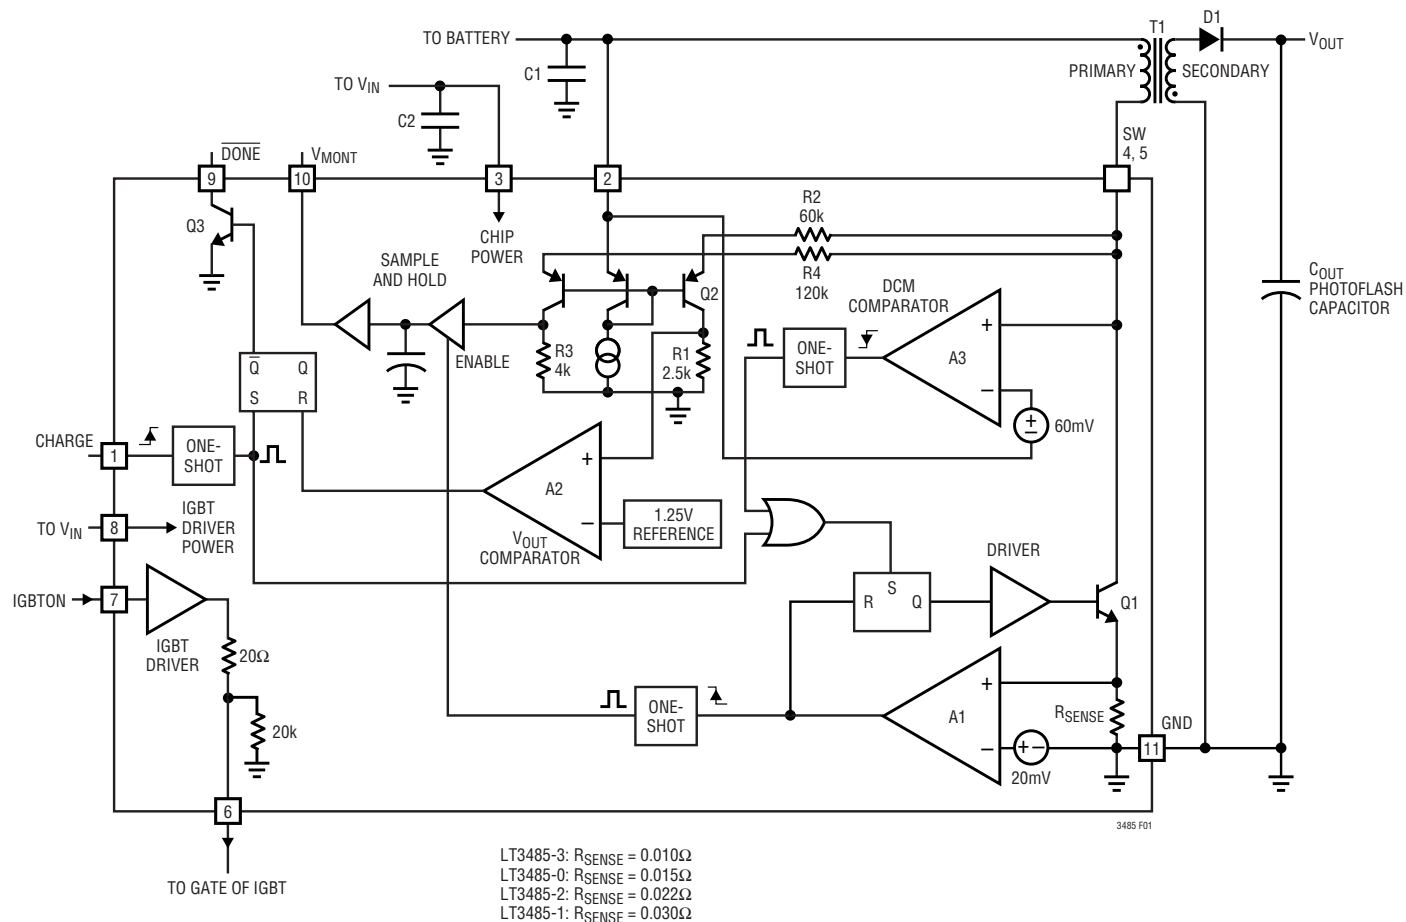 TO BATTERY
C1
T1
D1
VOUT
PRIMARY
SECONDARY
TO VIN
C2
SW
4, 5
DONE
VMONT
9
10
3
2
Q3
CHIP
POWER
R2
60k
R4
120k
SAMPLE
AND HOLD
Q2
ENABLE
R3
4k
R1
2.5k
DCM
COMPARATOR
ONE-
SHOT
A3
+
–
+
–
60mV
COUT
PHOTOFLASH
CAPACITOR
Q Q
S R
CHARGE
1
ONE-
SHOT
A2
+
–
VOUT
COMPARATOR
1.25V
REFERENCE
TO VIN
8
IGBT
DRIVER
POWER
IGBTON
7
IGBT
DRIVER
20Ω
20k
DRIVER
S
R Q
Q1
ONE-
SHOT
A1
+
–
+ –
20mV
RSENSE
GND
11
6
3485 F01
TO GATE OF IGBT
LT3485-3: RSENSE = 0.010Ω
LT3485-0: RSENSE = 0.015Ω
LT3485-2: RSENSE = 0.022Ω
LT3485-1: RSENSE = 0.030Ω